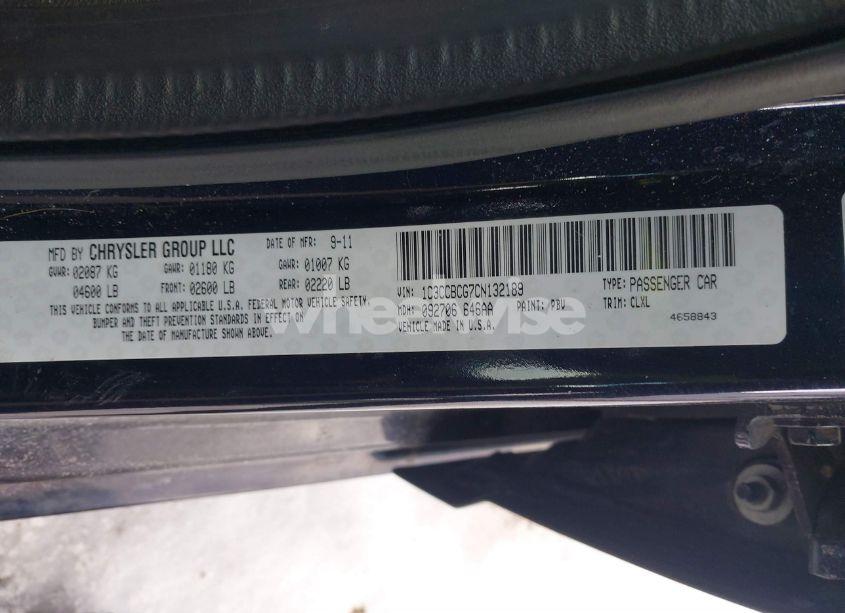 MFD BY CHRYSLER GROUP LLC DATE OF MFR: 9-11
GVWR: 02087 KG GAWR: 01180 KG GAWR: 01007 KG
04600 LB FRONT: 02600 LB REAR: 02220 LB
THIS VEHICLE CONFORMS TO ALL APPLICABLE U.S.A. FEDERAL MOTOR VEHICLE SAFETY,
BUMPER AND THEFT PREVENTION STANDARDS IN EFFECT ON
THE DATE OF MANUFACTURE SHOWN ABOVE.
VIN: 1C3CCBCG7CN132189 TYPE: PASSENGER CAR
MDH: 092706 646AA PAINT: PBV TRIM: CLXL
VEHICLE MADE IN U.S.A. 4658843